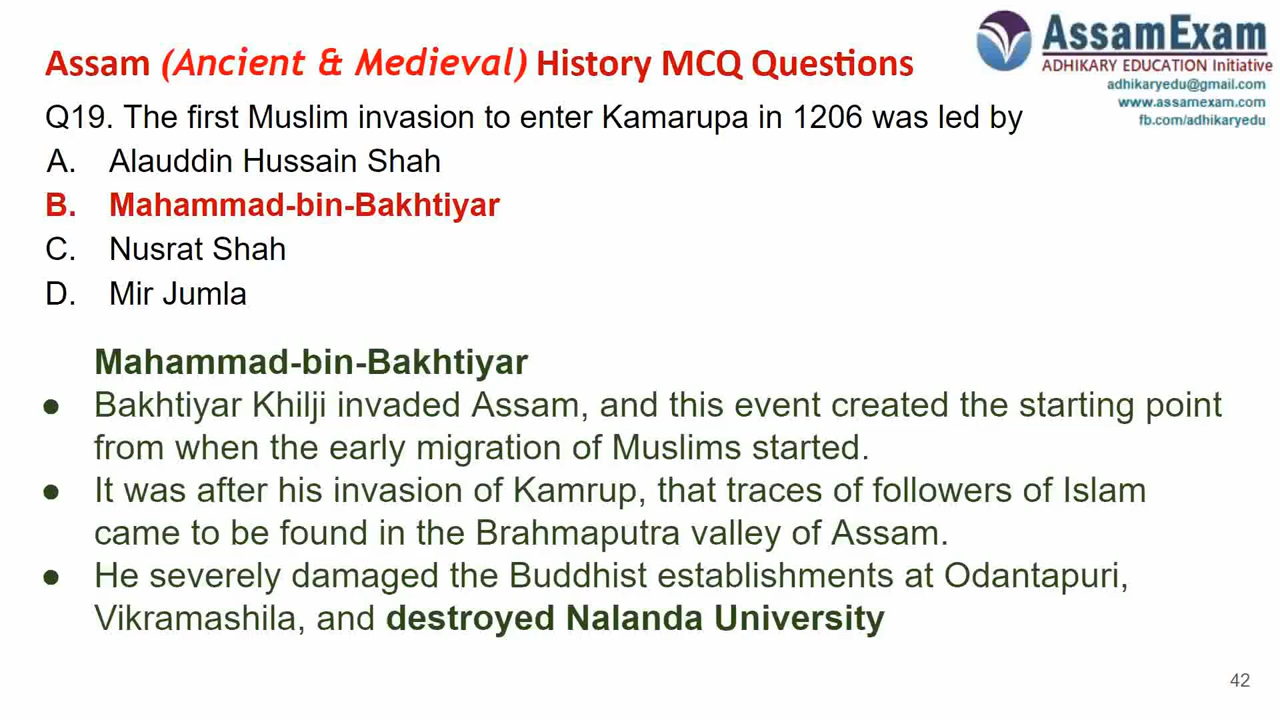 AssamExam
ADHIKARY EDUCATION Initiative
adhikaryedu@gmail.com
www.assamexam.com
fb.com/adhikaryedu
Assam (Ancient & Medieval) History MCQ Questions
Q19. The first Muslim invasion to enter Kamarupa in 1206 was led by
A. Alauddin Hussain Shah
B. Mahammad-bin-Bakhtiyar
C. Nusrat Shah
D. Mir Jumla
Mahammad-bin-Bakhtiyar
● Bakhtiyar Khilji invaded Assam, and this event created the starting point
from when the early migration of Muslims started.
● It was after his invasion of Kamrup, that traces of followers of Islam
came to be found in the Brahmaputra valley of Assam.
● He severely damaged the Buddhist establishments at Odantapuri,
Vikramashila, and destroyed Nalanda University
42